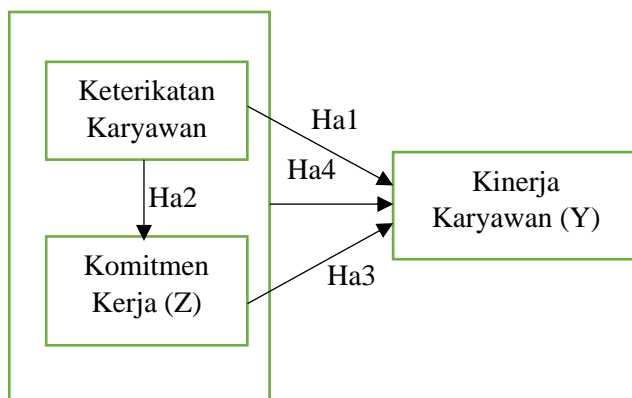 Keterikatan
Karyawan
Ha1
Ha4
Kinerja
Karyawan (Y)
Ha2
Komitmen
Kerja (Z)
Ha3